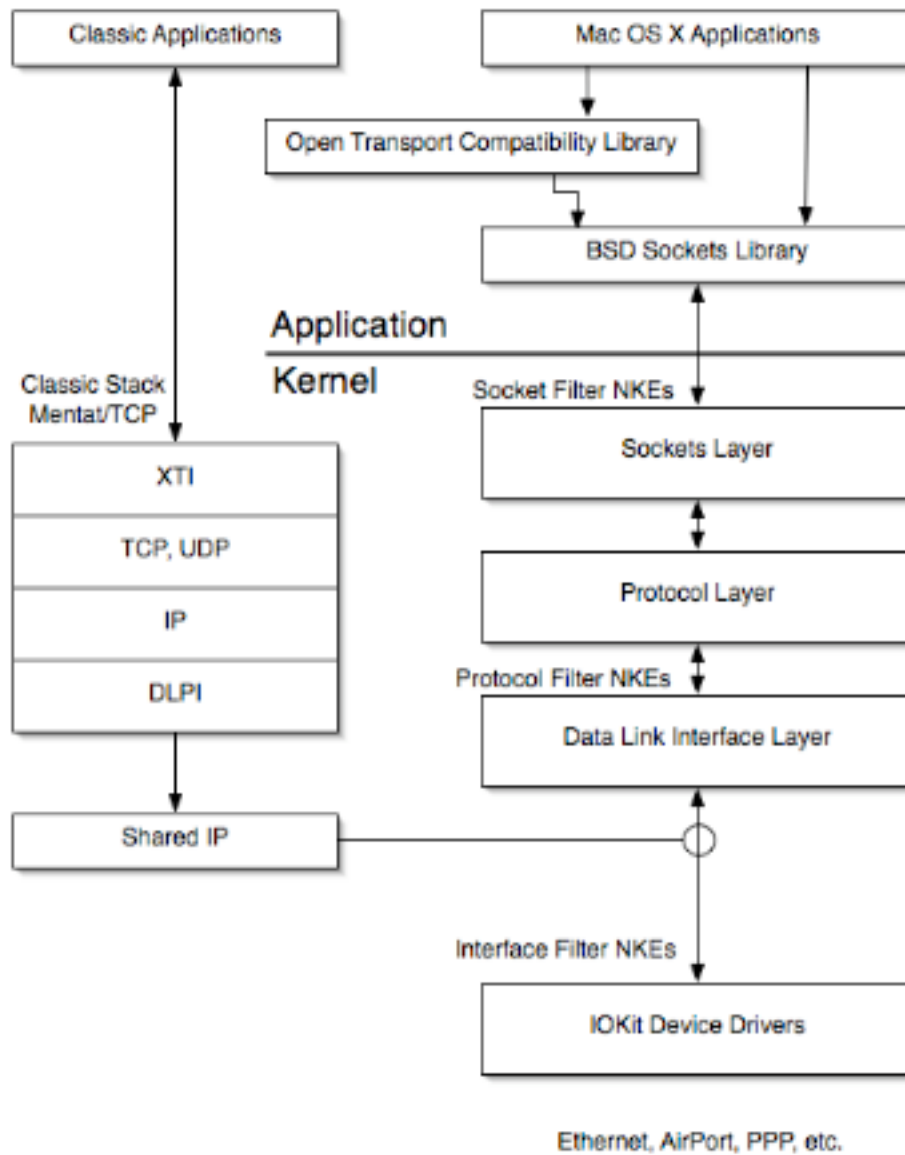 Classic Applications
Mac OS X Applications
Open Transport Compatibility Library
BSD Sockets Library
Application
Kernel
Classic Stack
Mentat/TCP
Socket Filter NKEs
XTI
Sockets Layer
TCP, UDP
Protocol Layer
IP
Protocol Filter NKEs
DLPI
Data Link Interface Layer
Shared IP
Interface Filter NKEs
IOKit Device Drivers
Ethernet, AirPort, PPP, etc.